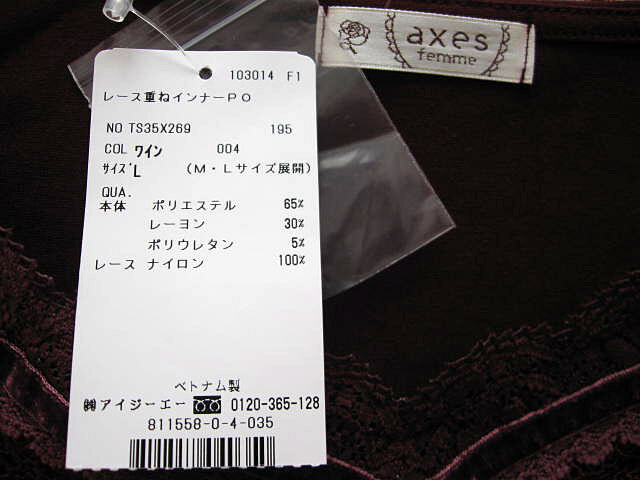 axes
femme
103014 F1
レース重ねインナーPO
NO TS35X269 195
COL ワイン 004
サイズ L (M・Lサイズ展開)
QUA.
本体 ポリエステル 65%
レーヨン 30%
ポリウレタン 5%
レース ナイロン 100%
ベトナム製
㈱アイジーエー 0120-365-128
811558-0-4-035